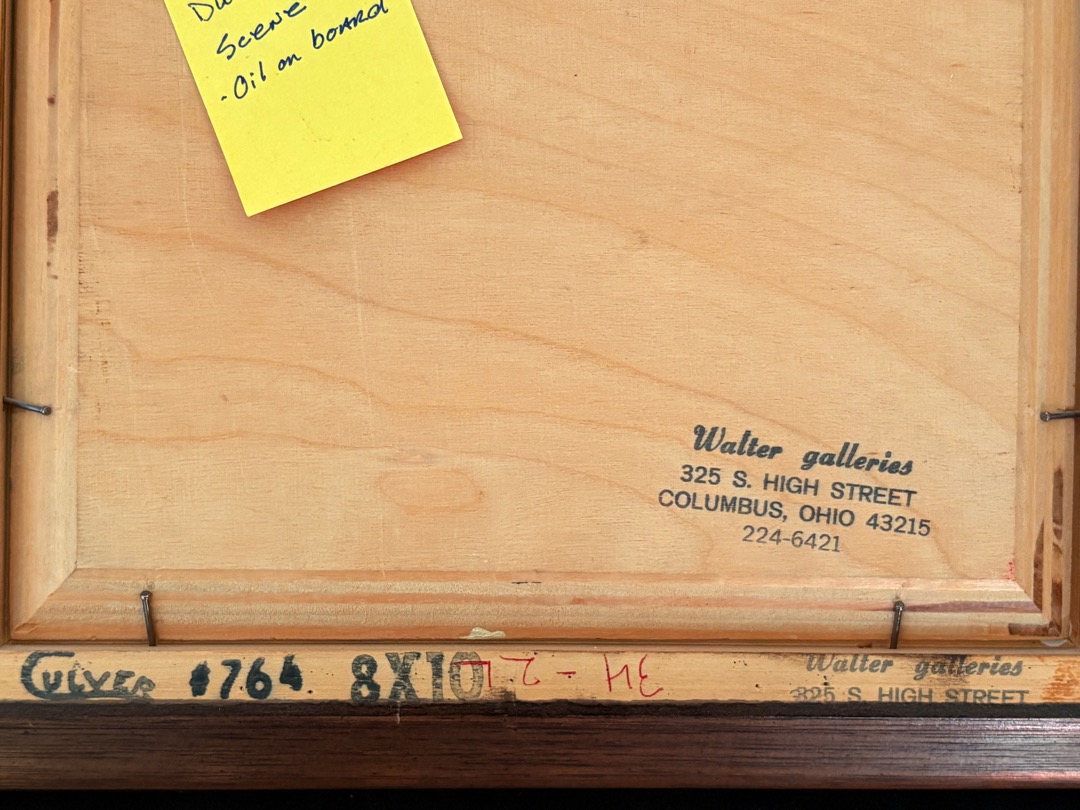 Scene
-Oil on board
Walter galleries
325 S. HIGH STREET
COLUMBUS, OHIO 43215
224-6421
CULVER #764 8X10
Walter galleries
325 S. HIGH STREET